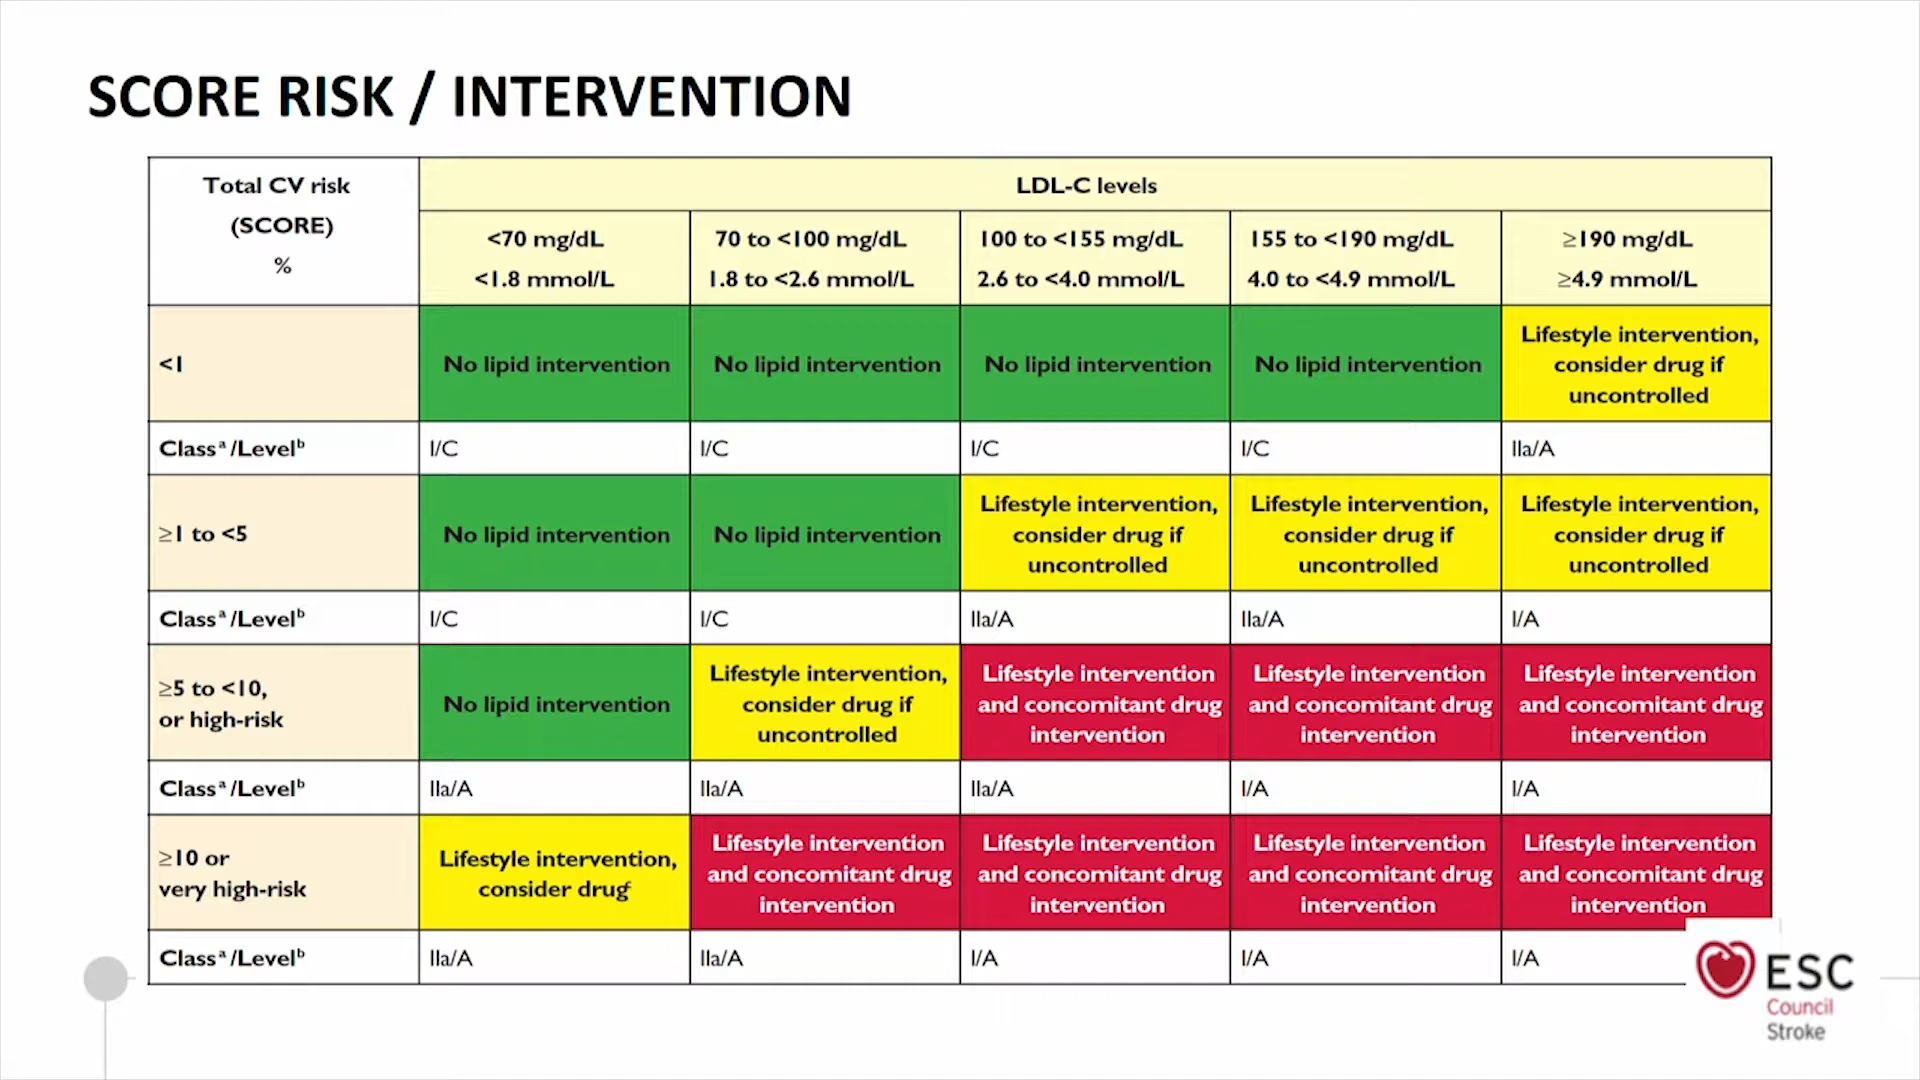 SCORE RISK / INTERVENTION
Total CV risk
(SCORE)
%
LDL-C levels
<70 mg/dL
<1.8 mmol/L
70 to <100 mg/dL
1.8 to <2.6 mmol/L
100 to <155 mg/dL
2.6 to <4.0 mmol/L
155 to <190 mg/dL
4.0 to <4.9 mmol/L
≥190 mg/dL
≥4.9 mmol/L
<1
No lipid intervention
No lipid intervention
No lipid intervention
No lipid intervention
Lifestyle intervention,
consider drug if
uncontrolled
Classᵃ/Levelᵇ
I/C
I/C
I/C
I/C
IIa/A
≥1 to <5
No lipid intervention
No lipid intervention
Lifestyle intervention,
consider drug if
uncontrolled
Lifestyle intervention,
consider drug if
uncontrolled
Lifestyle intervention,
consider drug if
uncontrolled
Classᵃ/Levelᵇ
I/C
I/C
IIa/A
IIa/A
I/A
≥5 to <10,
or high-risk
No lipid intervention
Lifestyle intervention,
consider drug if
uncontrolled
Lifestyle intervention
and concomitant drug
intervention
Lifestyle intervention
and concomitant drug
intervention
Lifestyle intervention
and concomitant drug
intervention
Classᵃ/Levelᵇ
IIa/A
IIa/A
IIa/A
I/A
I/A
≥10 or
very high-risk
Lifestyle intervention,
consider drug
Lifestyle intervention
and concomitant drug
intervention
Lifestyle intervention
and concomitant drug
intervention
Lifestyle intervention
and concomitant drug
intervention
Lifestyle intervention
and concomitant drug
intervention
Classᵃ/Levelᵇ
IIa/A
IIa/A
I/A
I/A
I/A
ESC
Council
Stroke